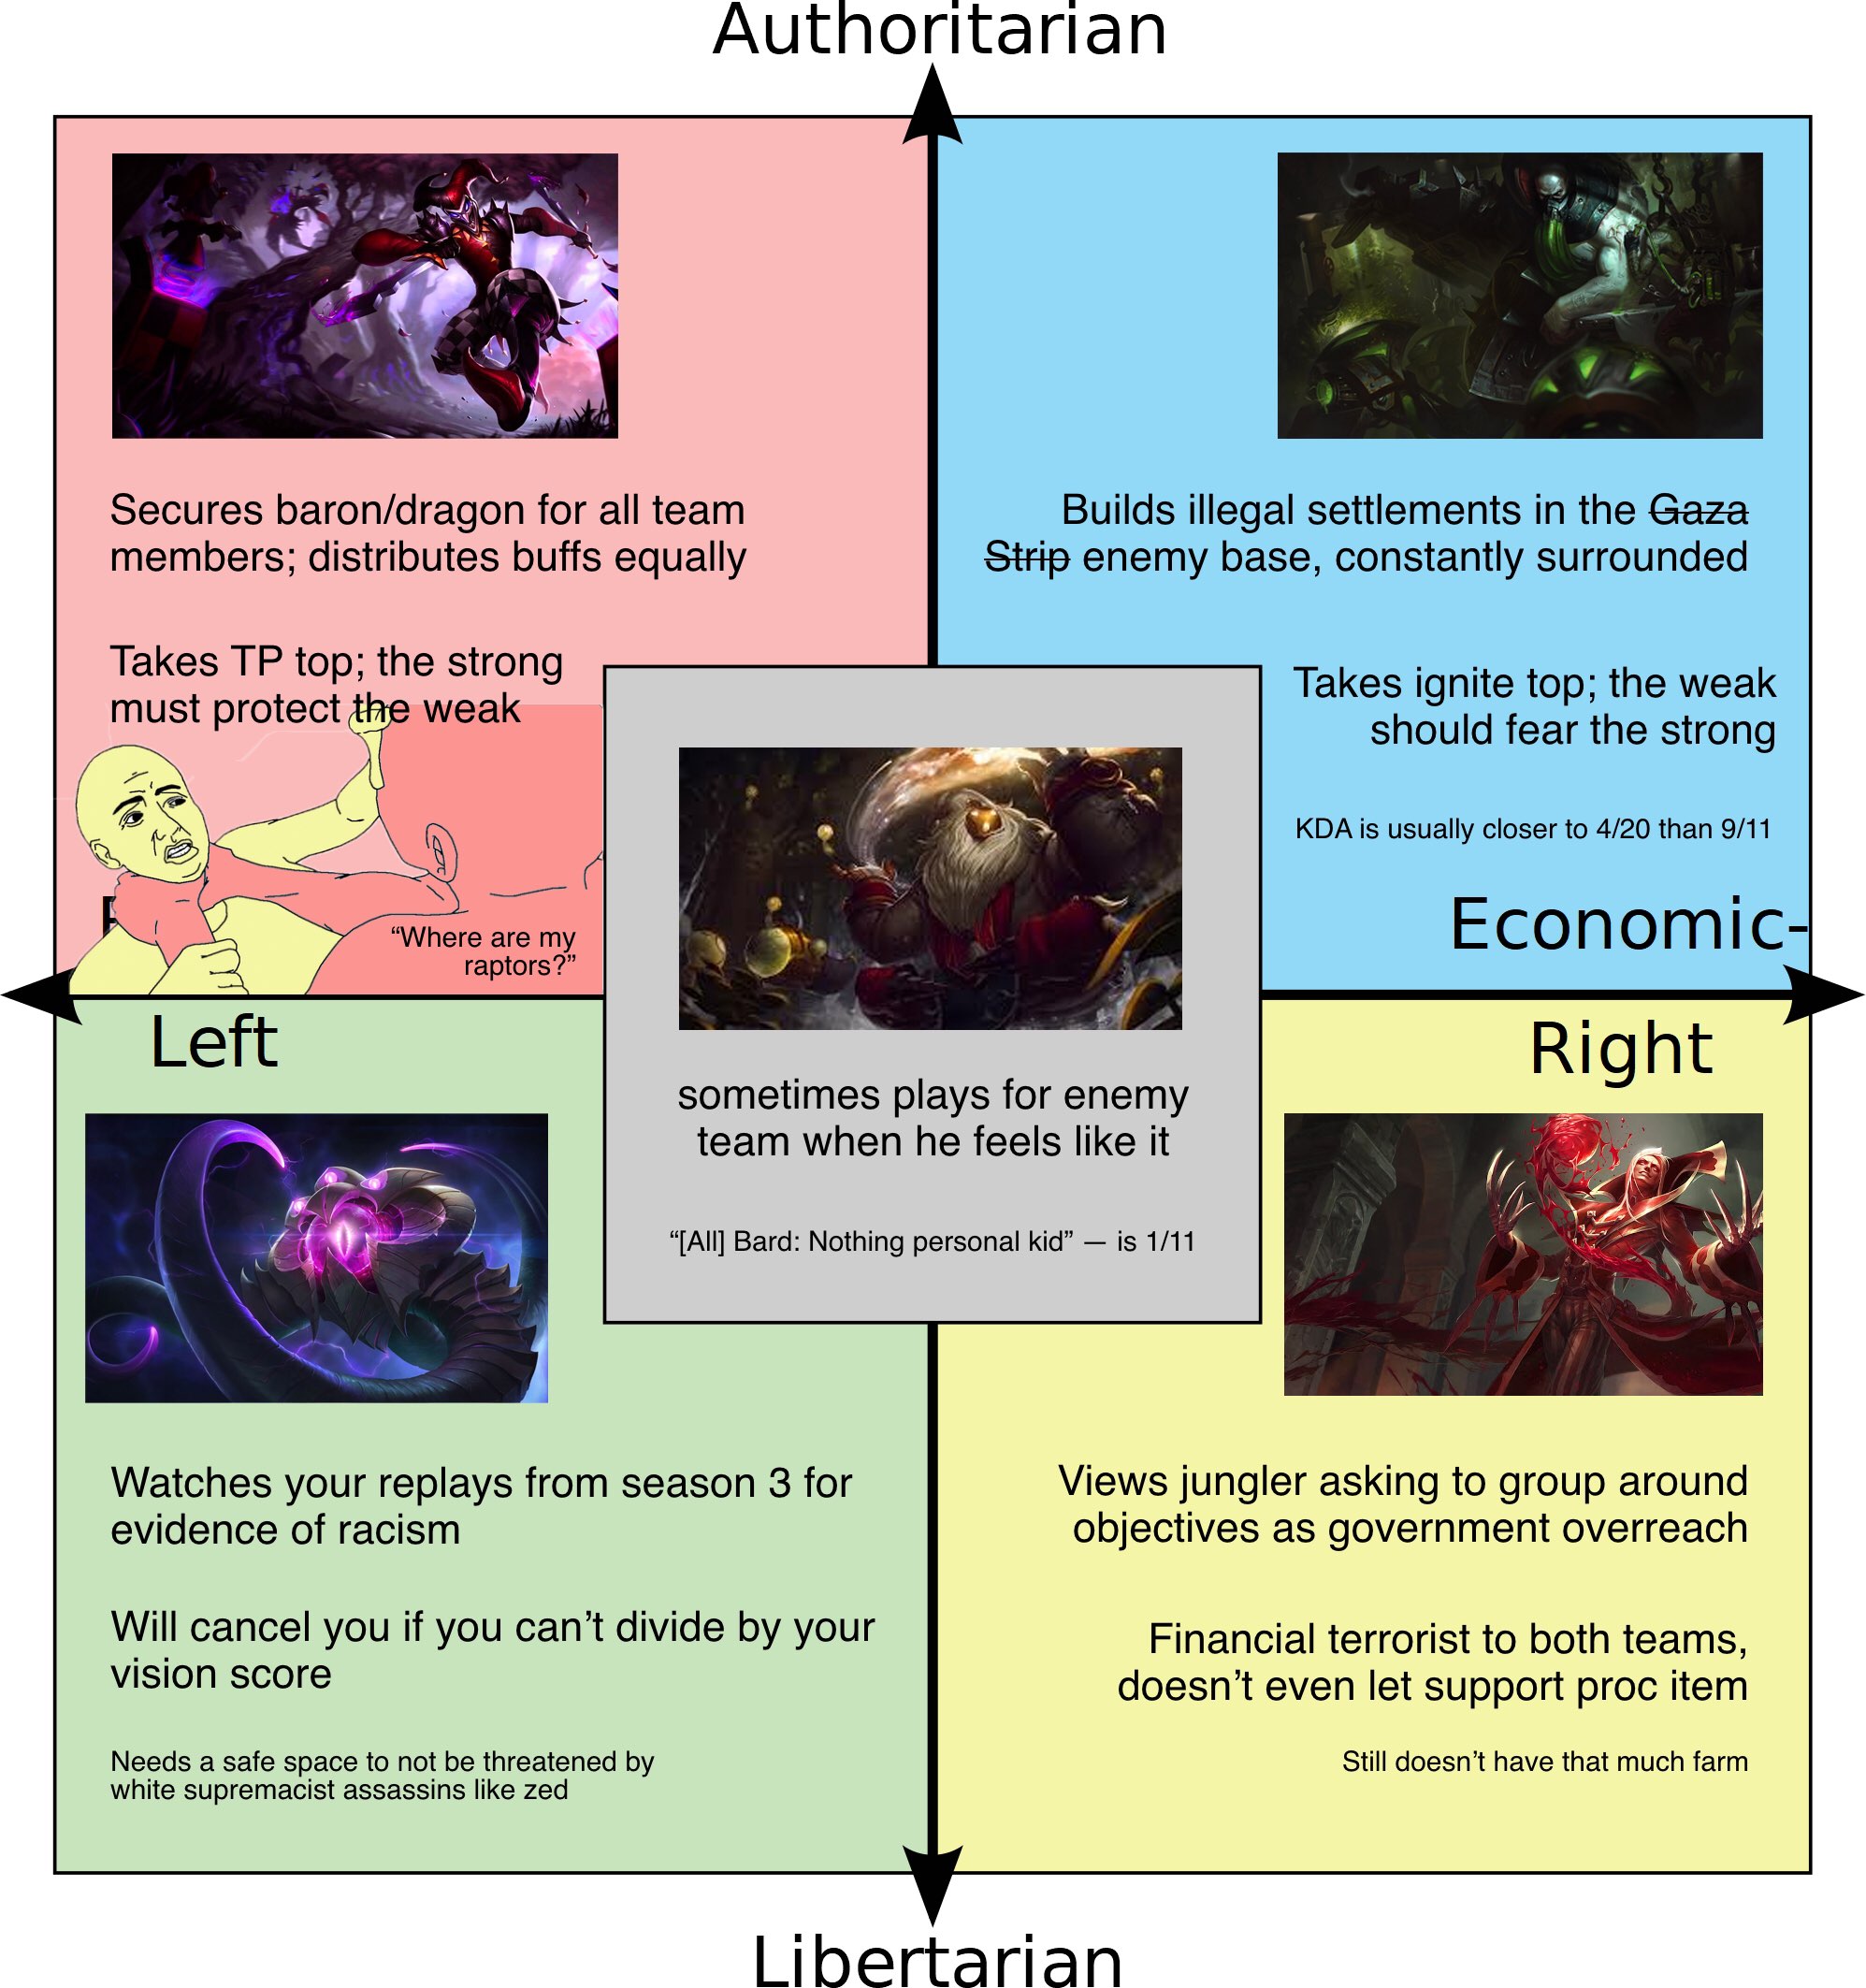 Authoritarian
Secures baron/dragon for all team
members; distributes buffs equally
Takes TP top; the strong
must protect the weak
“Where are my
raptors?”
Builds illegal settlements in the Gaza
Strip enemy base, constantly surrounded
Takes ignite top; the weak
should fear the strong
KDA is usually closer to 4/20 than 9/11
Economic-
Left
Right
sometimes plays for enemy
team when he feels like it
“[All] Bard: Nothing personal kid” — is 1/11
Watches your replays from season 3 for
evidence of racism
Will cancel you if you can’t divide by your
vision score
Needs a safe space to not be threatened by
white supremacist assassins like zed
Views jungler asking to group around
objectives as government overreach
Financial terrorist to both teams,
doesn’t even let support proc item
Still doesn’t have that much farm
Libertarian